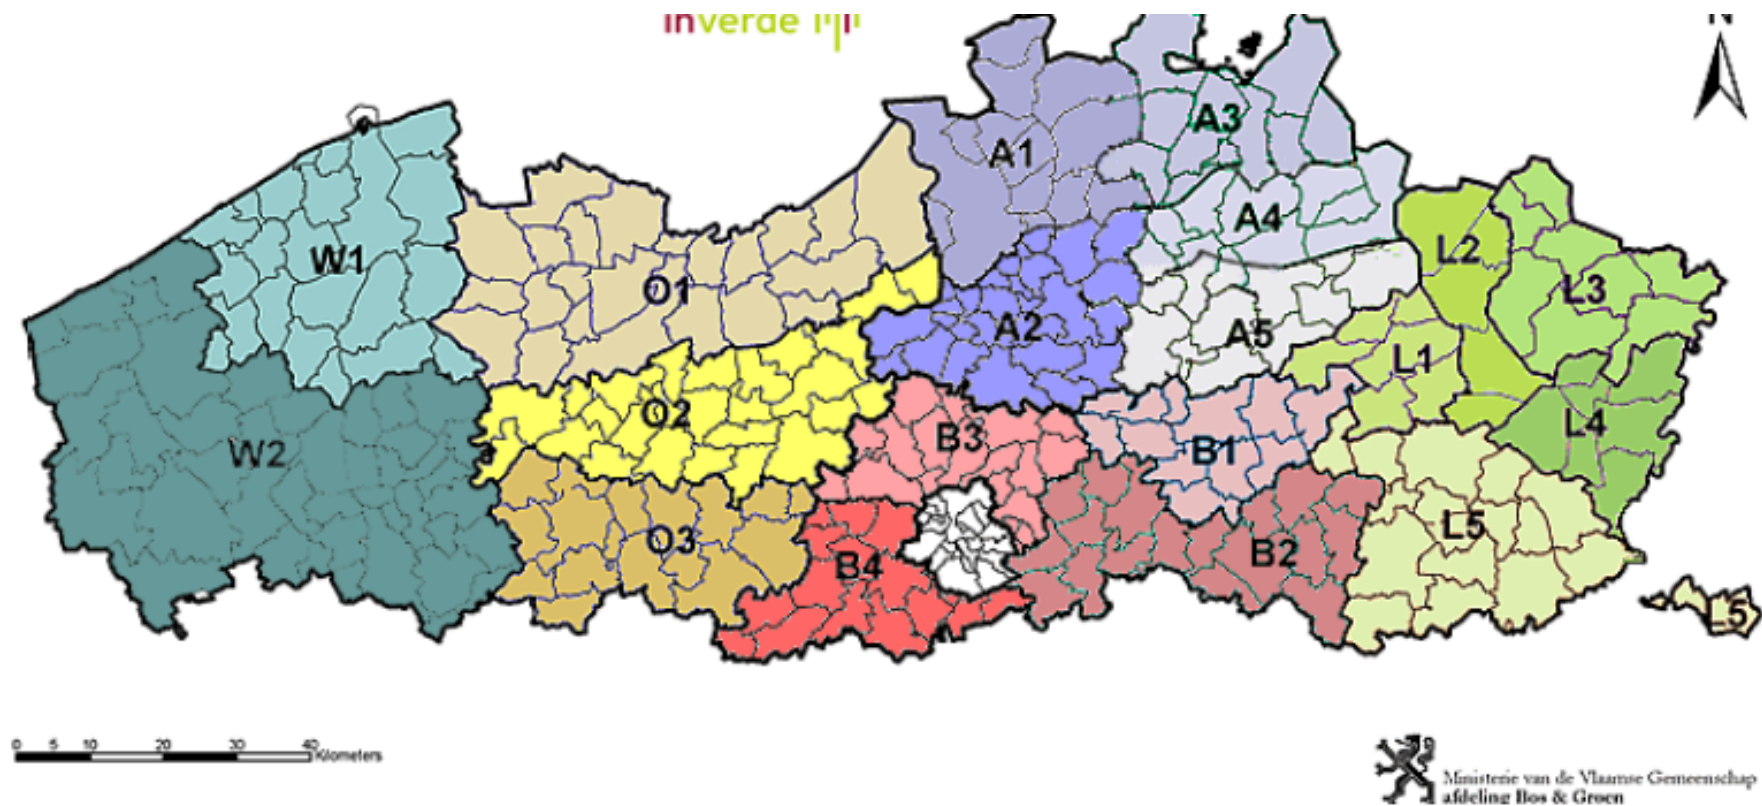 inverde
N
A3
A1
A4
L2
W1
O1
L3
A2
A5
L1
O2
L4
W2
B3
B1
L5
O3
B2
B4
L5
0 5 10 20 30 40
Kilometers
Ministerie van de Vlaamse Gemeenschap
afdeling Bos & Groen